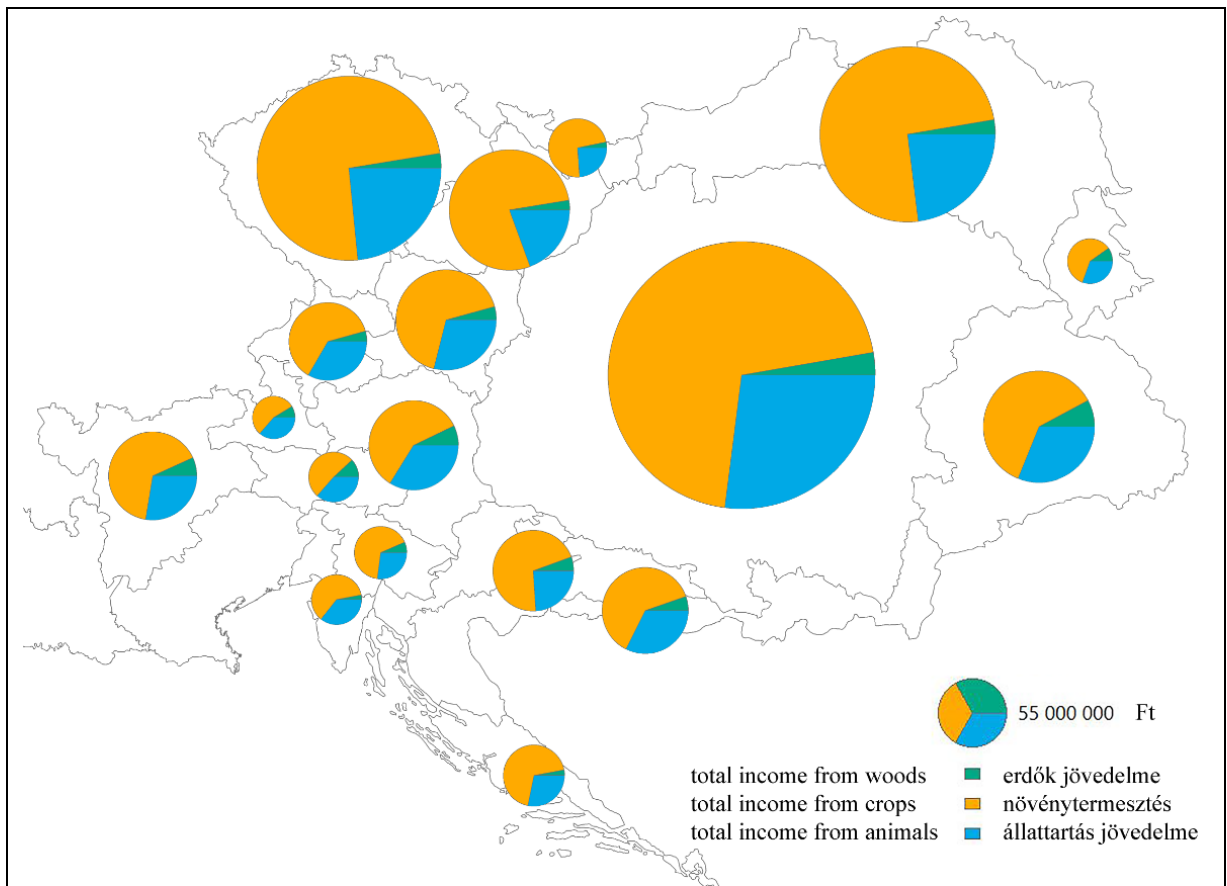 55 000 000 Ft
total income from woods erdők jövedelme
total income from crops növénytermesztés
total income from animals állattartás jövedelme